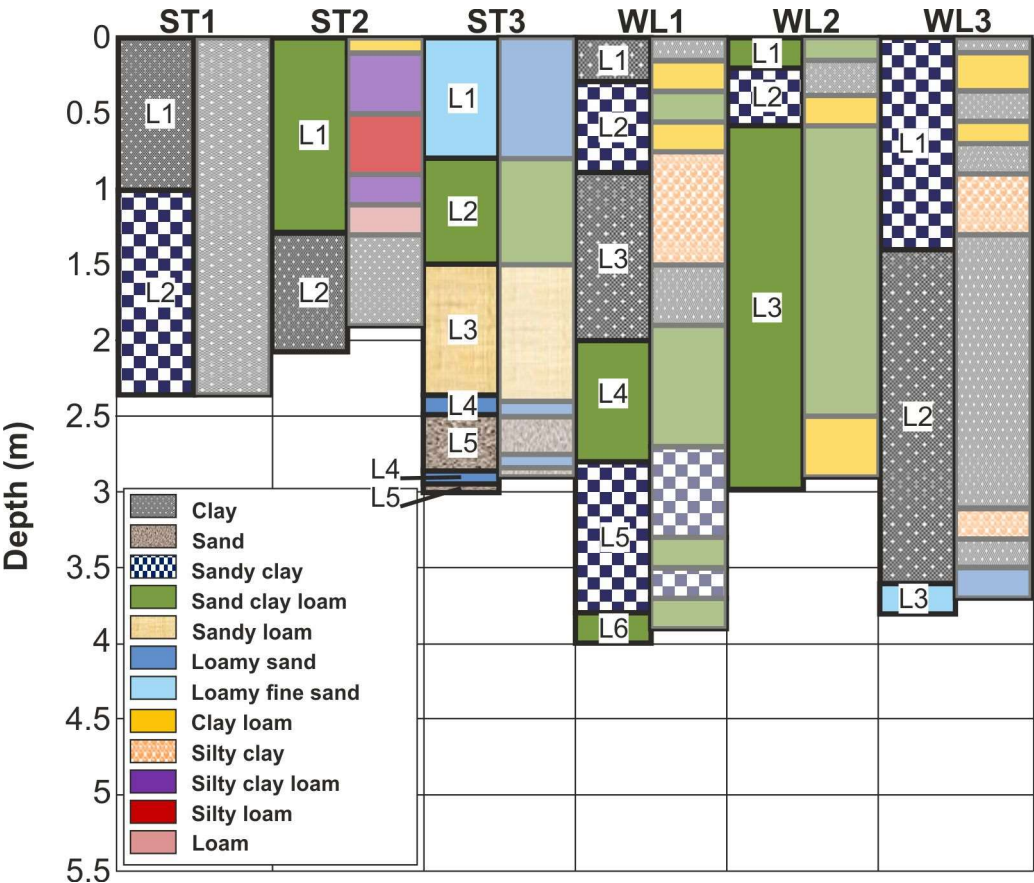 ST1 ST2 ST3 WL1 WL2 WL3
0
0.5
1
1.5
2
2.5
3
3.5
4
4.5
5
5.5
Depth (m)
L1
L2
L1
L2
L1
L2
L3
L4
L5
L4
L5
L1
L2
L3
L4
L5
L6
L1
L2
L3
L1
L2
L3
Clay
Sand
Sandy clay
Sand clay loam
Sandy loam
Loamy sand
Loamy fine sand
Clay loam
Silty clay
Silty clay loam
Silty loam
Loam